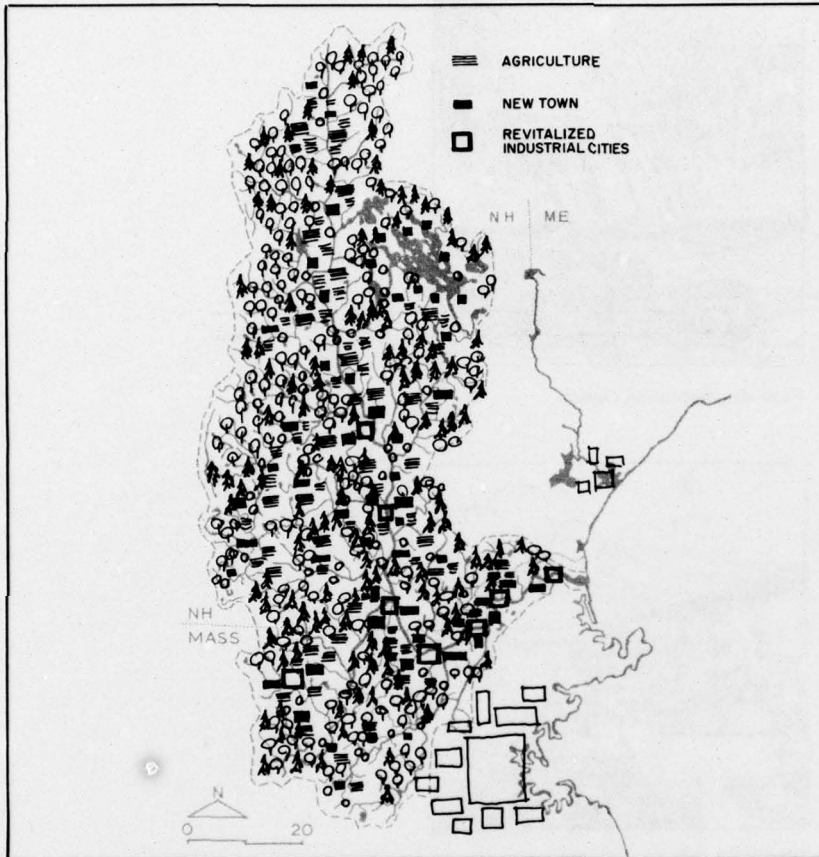 AGRICULTURE
NEW TOWN
REVITALIZED
INDUSTRIAL CITIES
NH ME
NH
MASS
N
0 20